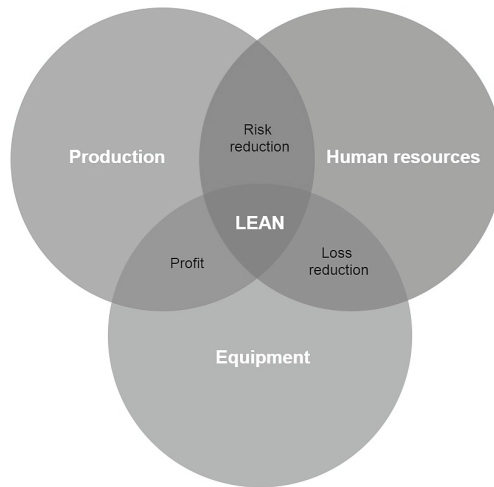 Risk
reduction
Production
Human resources
LEAN
Profit
Loss
reduction
Equipment